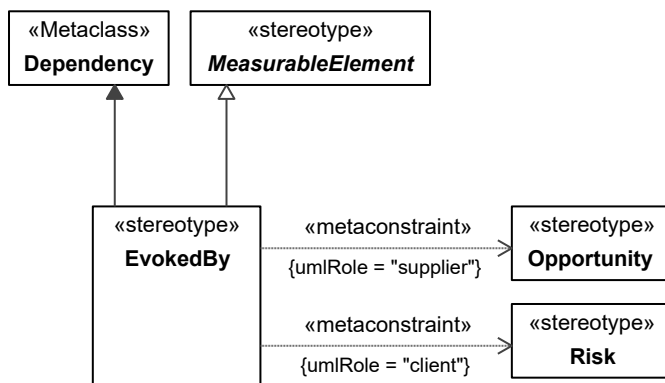 «Metaclass»
Dependency
«stereotype»
MeasurableElement
«stereotype»
EvokedBy
«metaconstraint»
{umlRole = "supplier"}
«stereotype»
Opportunity
«metaconstraint»
{umlRole = "client"}
«stereotype»
Risk